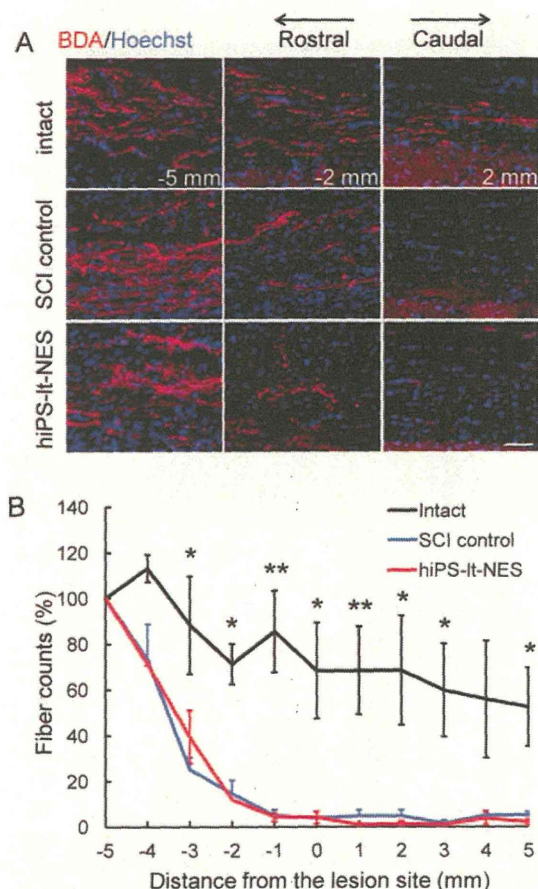 A
BDA/Hoechst
Rostral
Caudal
intact
-5 mm
-2 mm
2 mm
SCI control
hiPS-lt-NES
B
Fiber counts (%)
140
120
100
80
60
40
20
0
Intact
SCI control
hiPS-lt-NES
*
*
**
*
**
*
*
*
-5 -4 -3 -2 -1 0 1 2 3 4 5
Distance from the lesion site (mm)